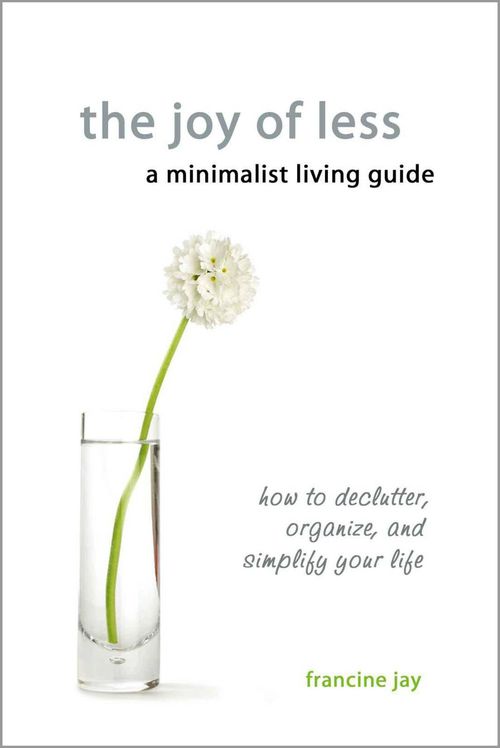 the joy of less
a minimalist living guide
how to declutter,
organize, and
simplify your life
francine jay